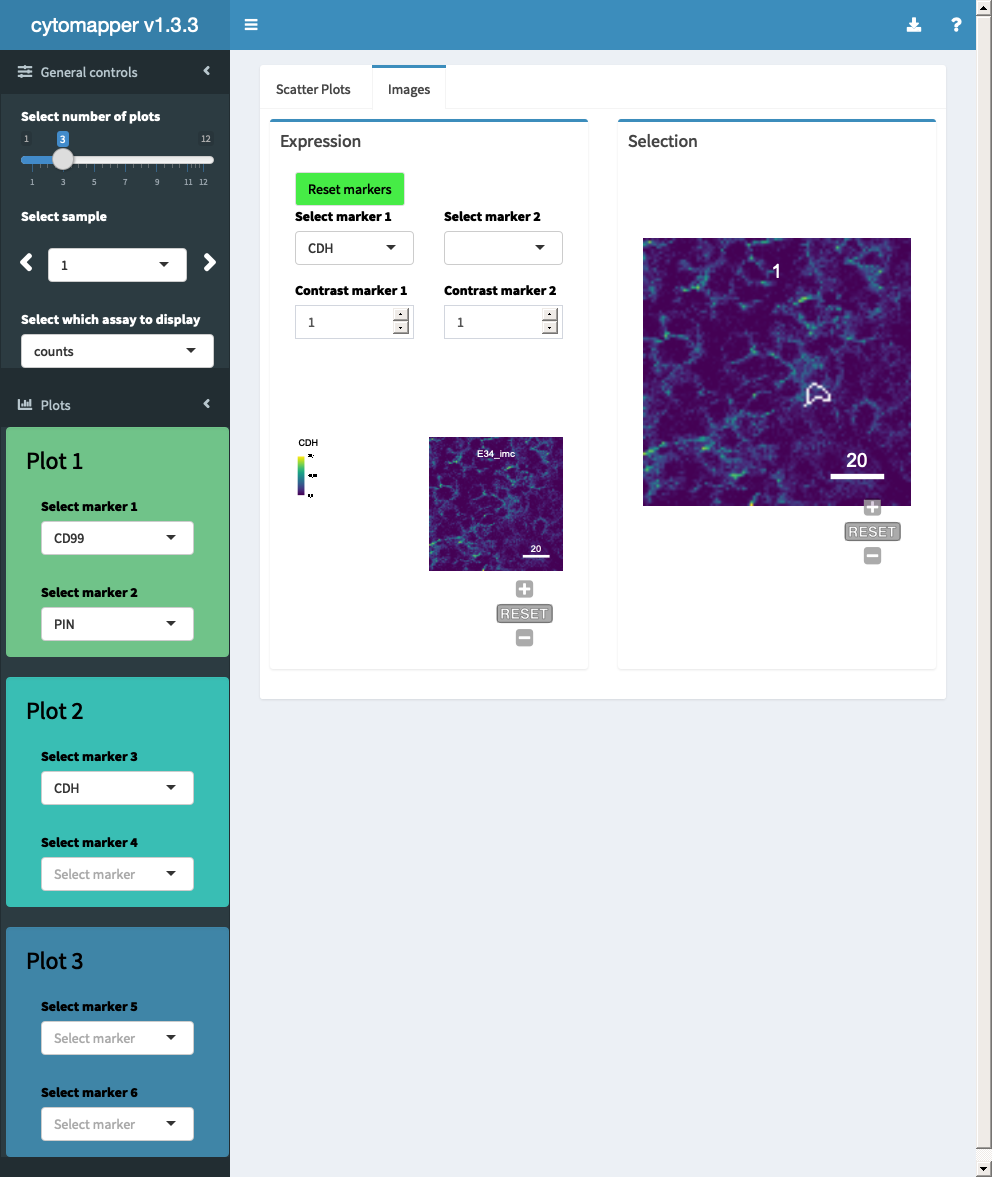 cytomapper v1.3.3
?
General controls
Select number of plots
1 3 12
1 3 5 7 9 11 12
Select sample
1
Select which assay to display
counts
Plots
Plot 1
Select marker 1
CD99
Select marker 2
PIN
Plot 2
Select marker 3
CDH
Select marker 4
Select marker
Plot 3
Select marker 5
Select marker
Select marker 6
Select marker
Scatter Plots
Images
Expression
Reset markers
Select marker 1 Select marker 2
CDH
Contrast marker 1 Contrast marker 2
1 1
CDH
E34_imc
20
RESET
Selection
1
20
RESET